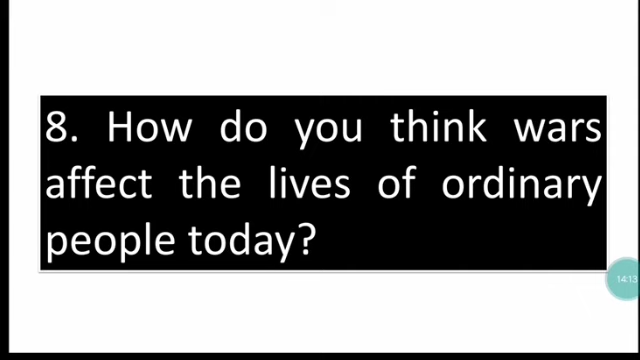 8. How do you think wars
affect the lives of ordinary
people today?
14:13